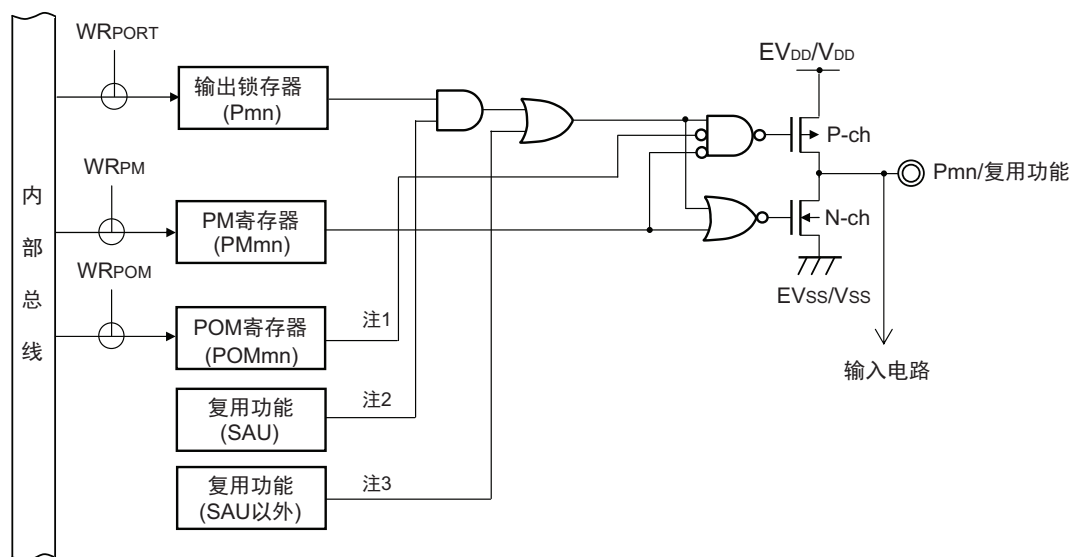 WRPORT
输出锁存器
(Pmn)
EVDD/VDD
P-ch
Pmn/复用功能
内部总线
WRPM
PM寄存器
(PMmn)
N-ch
EVSS/VSS
WRPOM
POM寄存器
(POMmn)
注1
输入电路
复用功能
(SAU)
注2
复用功能
(SAU以外)
注3